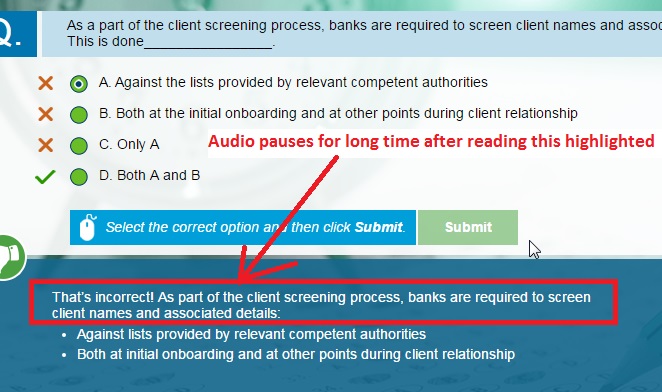 Q.
As a part of the client screening process, banks are required to screen client names and
This is done________________.
A. Against the lists provided by relevant competent authorities
B. Both at the initial onboarding and at other points during client relationship
C. Only A
Audio pauses for long time after reading this highlighted
D. Both A and B
Select the correct option and then click Submit.
Submit
That's incorrect! As part of the client screening process, banks are required to screen
client names and associated details:
• Against lists provided by relevant competent authorities
• Both at initial onboarding and at other points during client relationship